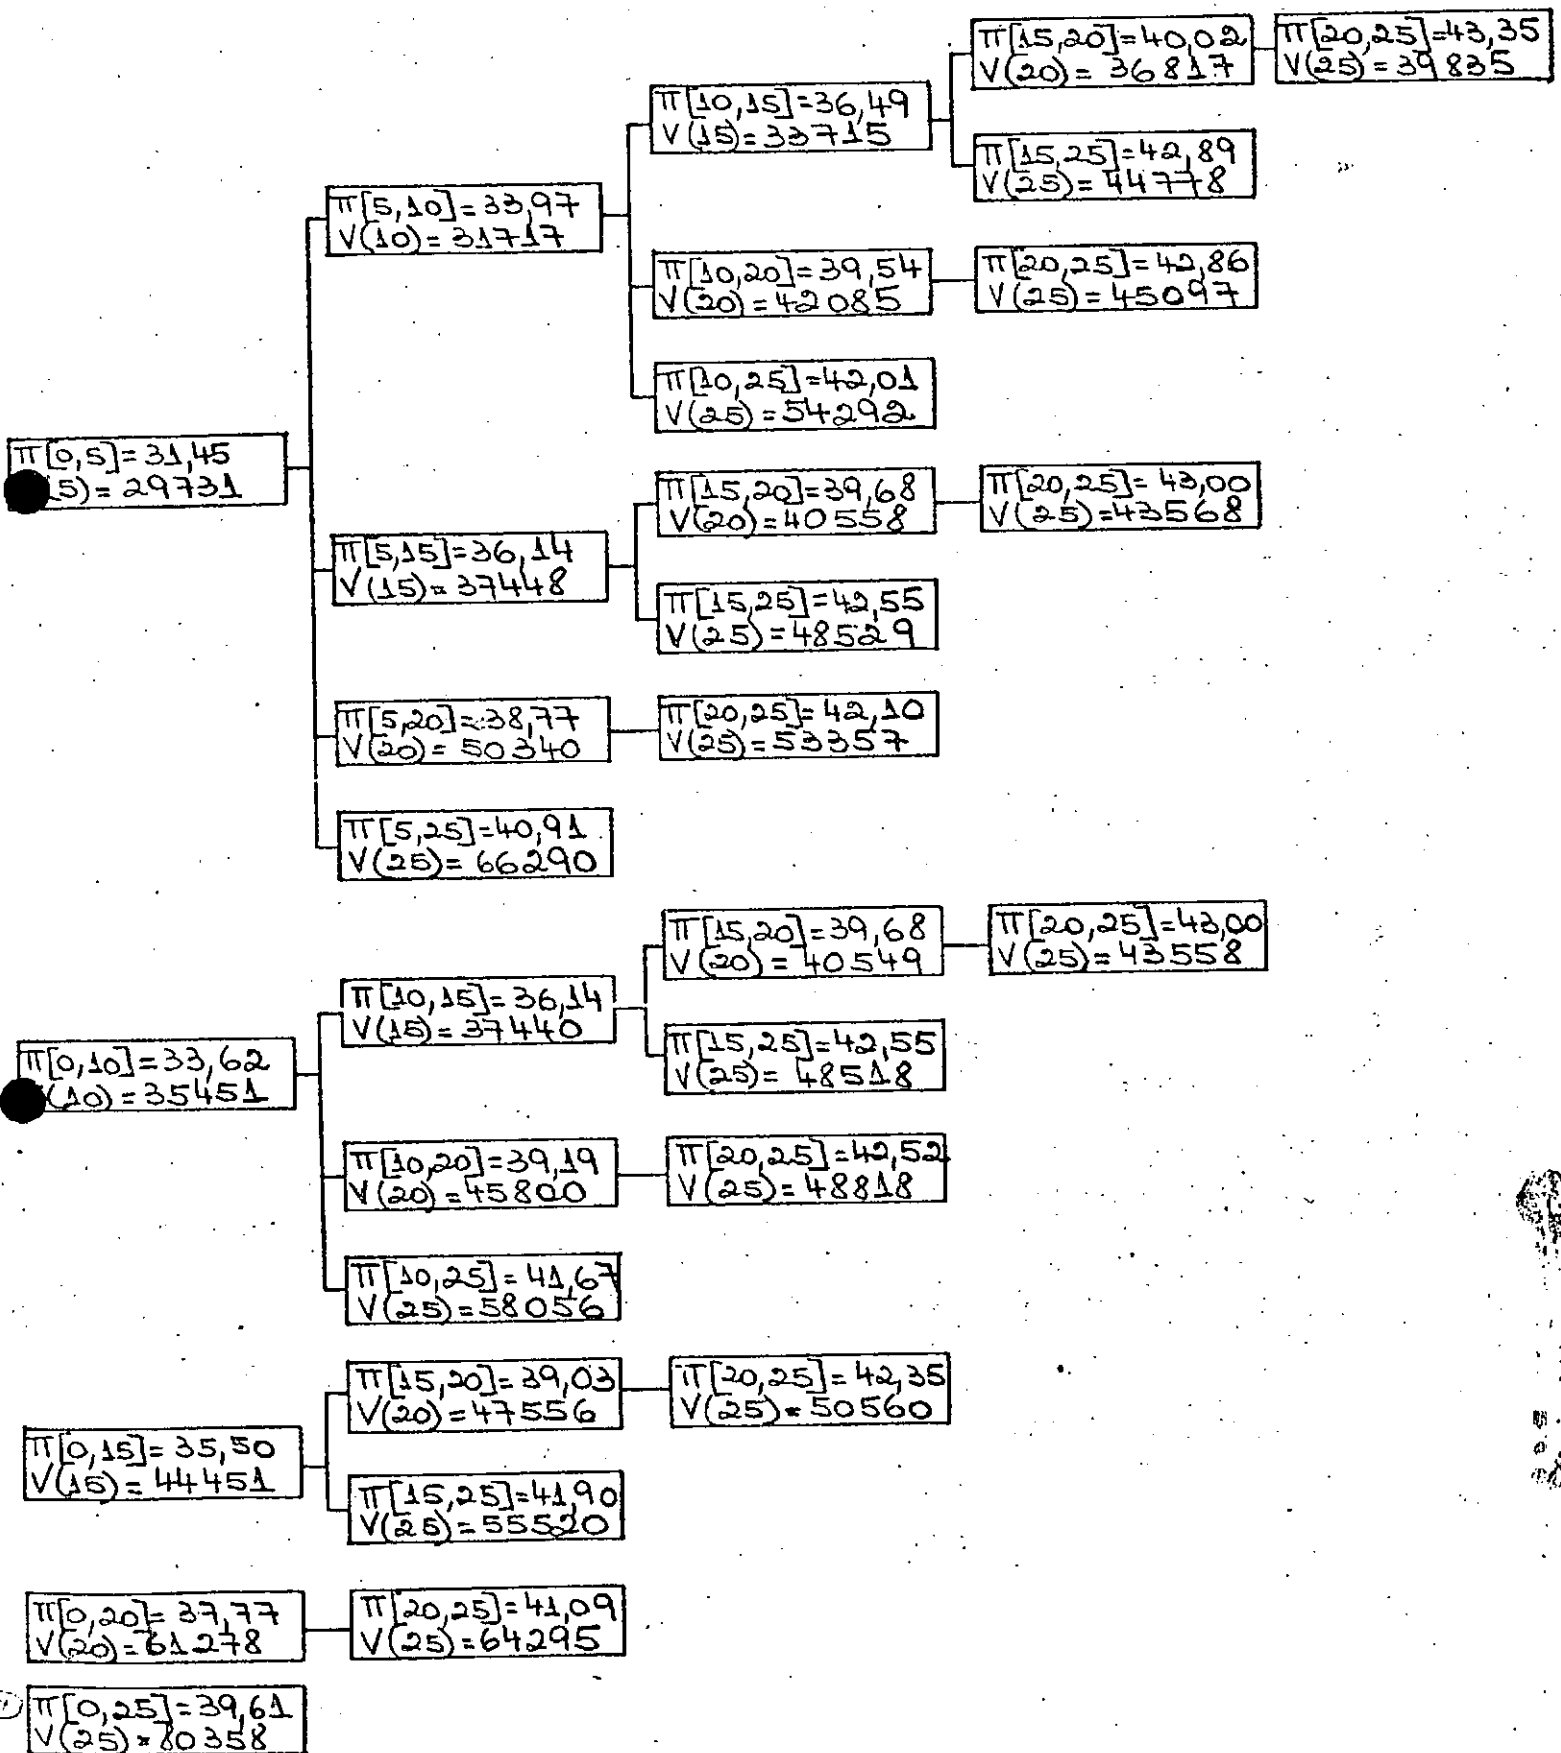 π[0,5]=31,45
5)=29731
π[5,10]=33,97
V(10)=31717
π[10,15]=36,49
V(15)=33715
π[15,20]=40,02
V(20)=36817
π[20,25]=43,35
V(25)=39835
π[15,25]=42,89
V(25)=44778
π[10,20]=39,54
V(20)=42085
π[20,25]=42,86
V(25)=45097
π[10,25]=42,01
V(25)=54292
π[5,15]=36,14
V(15)=37448
π[15,20]=39,68
V(20)=40558
π[20,25]=43,00
V(25)=43568
π[15,25]=42,55
V(25)=48529
π[5,20]=38,77
V(20)=50340
π[20,25]=42,10
V(25)=53357
π[5,25]=40,91
V(25)=66290
π[0,10]=33,62
(10)=35451
π[10,15]=36,14
V(15)=37440
π[15,20]=39,68
V(20)=40549
π[20,25]=43,00
V(25)=43558
π[15,25]=42,55
V(25)=48518
π[10,20]=39,19
V(20)=45800
π[20,25]=42,52
V(25)=48818
π[10,25]=41,67
V(25)=58056
π[0,15]=35,50
V(15)=44451
π[15,20]=39,03
V(20)=47556
π[20,25]=42,35
V(25)=50560
π[15,25]=41,90
V(25)=55520
π[0,20]=37,77
V(20)=61278
π[20,25]=41,09
V(25)=64295
π[0,25]=39,61
V(25)=80358